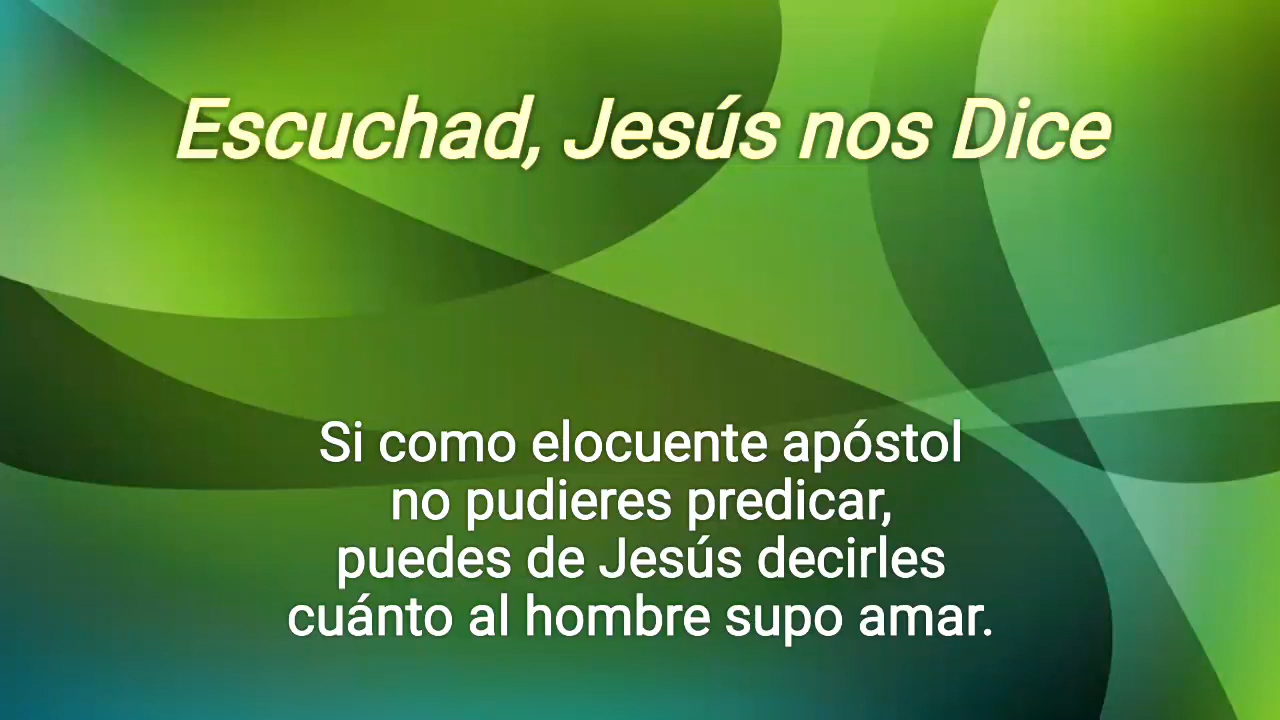 Escuchad, Jesús nos Dice
Si como elocuente apóstol
no pudieres predicar,
puedes de Jesús decirles
cuánto al hombre supo amar.